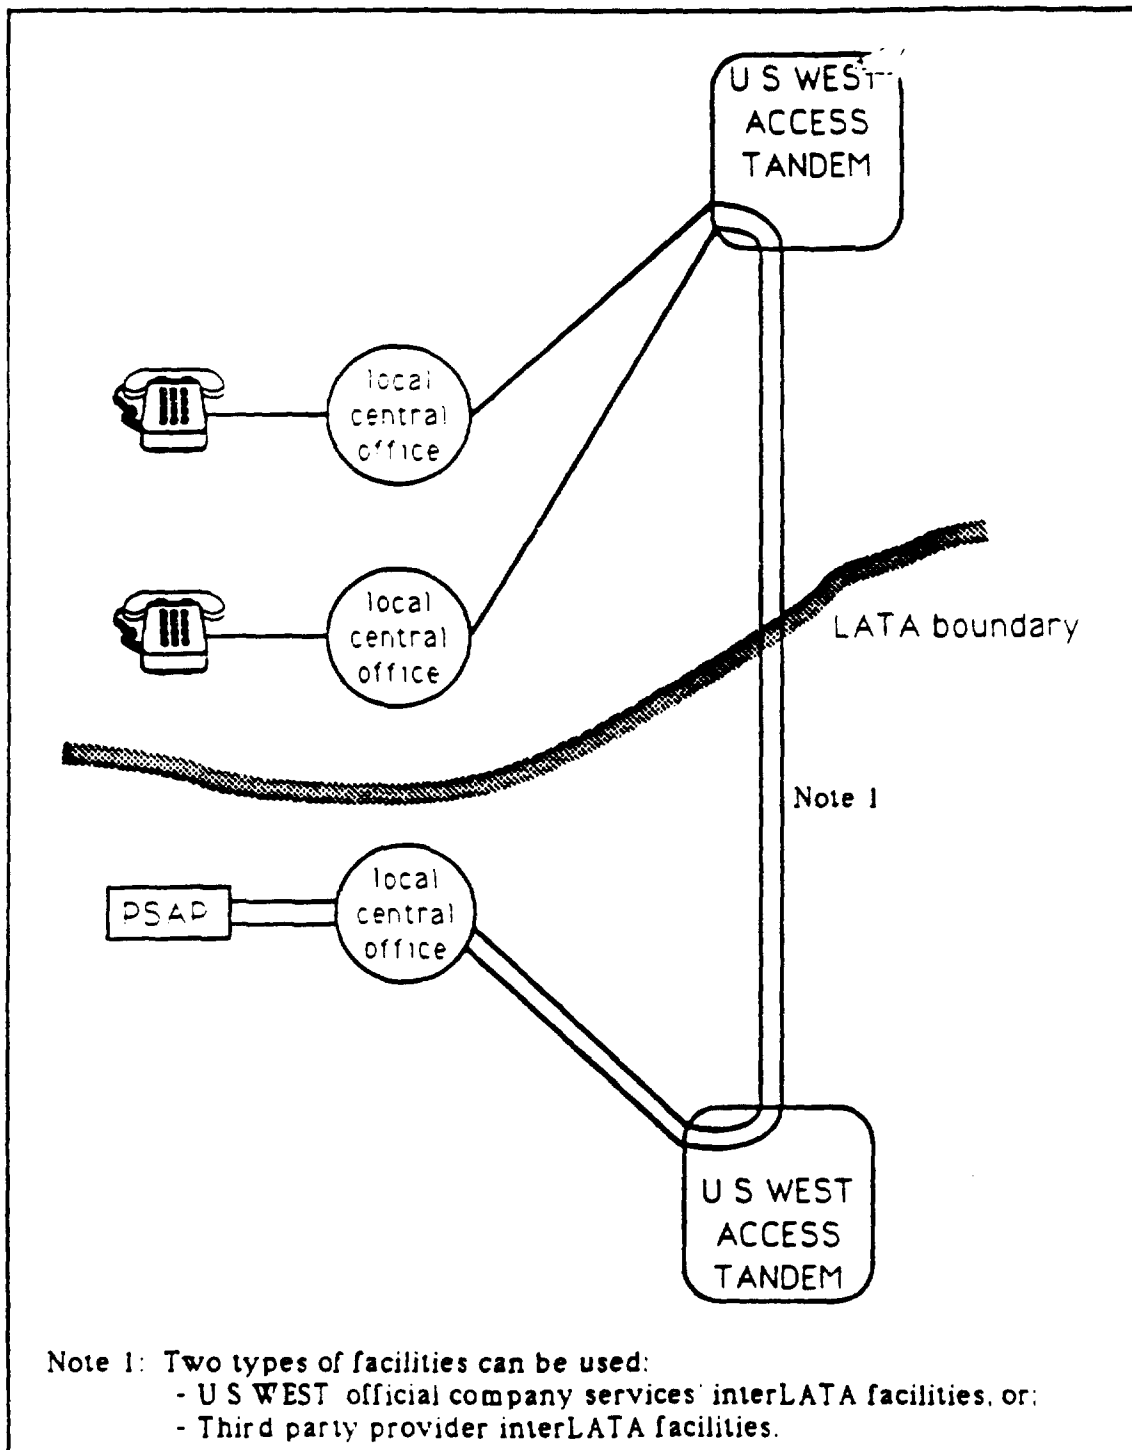 U S WEST
ACCESS
TANDEM
local
central
office
local
central
office
LATA boundary
Note 1
PSAP
local
central
office
U S WEST
ACCESS
TANDEM
Note 1: Two types of facilities can be used:
- U S WEST official company services' interLATA facilities, or;
- Third party provider interLATA facilities.